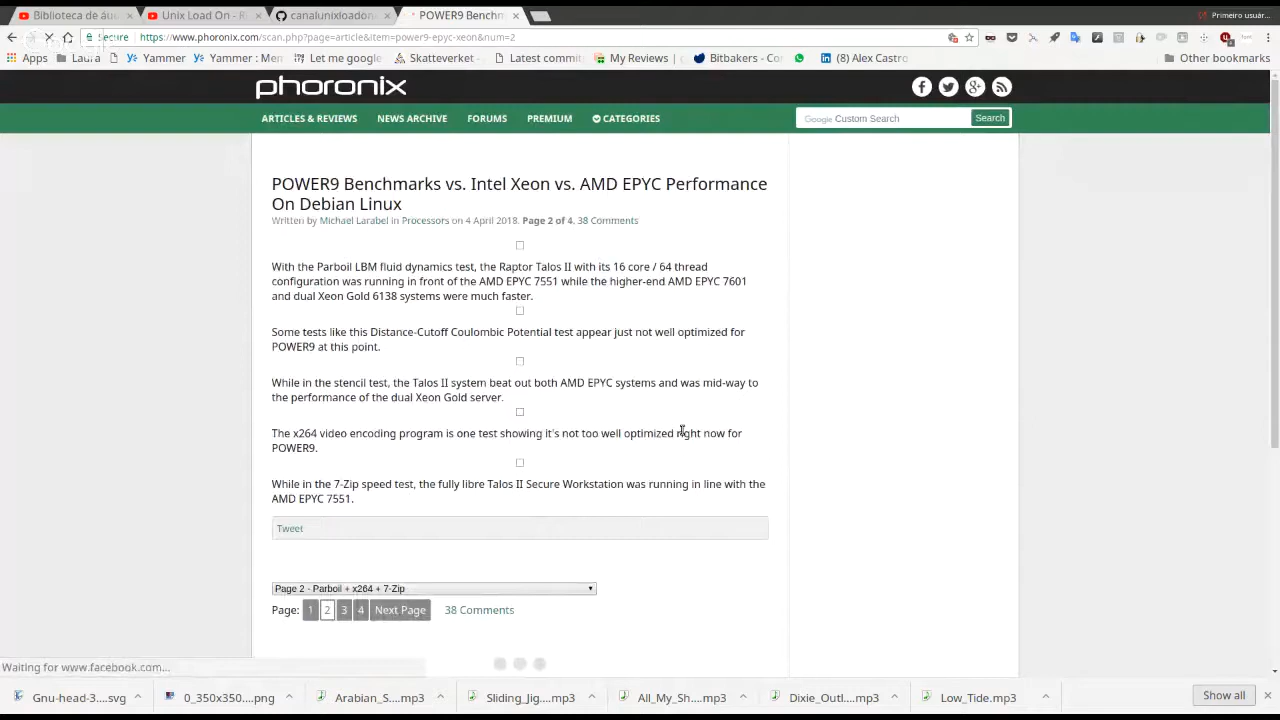 Biblioteca de áu
Unix Load On - R
canalunixloadon
POWER9 Benchm
Primeiro usuár...
Secure
https://www.phoronix.com/scan.php?page=article&item=power9-epyc-xeon&num=2
Apps
Laura
Yammer
Yammer : Mem
Let me google
Skatteverket -
Latest commit
My Reviews |
Bitbakers - Co
(8) Alex Castro
Other bookmarks
phoronix
ARTICLES & REVIEWS
NEWS ARCHIVE
FORUMS
PREMIUM
CATEGORIES
Google Custom Search
Search
POWER9 Benchmarks vs. Intel Xeon vs. AMD EPYC Performance
On Debian Linux
Written by Michael Larabel in Processors on 4 April 2018. Page 2 of 4. 38 Comments
With the Parboil LBM fluid dynamics test, the Raptor Talos II with its 16 core / 64 thread
configuration was running in front of the AMD EPYC 7551 while the higher-end AMD EPYC 7601
and dual Xeon Gold 6138 systems were much faster.
Some tests like this Distance-Cutoff Coulombic Potential test appear just not well optimized for
POWER9 at this point.
While in the stencil test, the Talos II system beat out both AMD EPYC systems and was mid-way to
the performance of the dual Xeon Gold server.
The x264 video encoding program is one test showing it's not too well optimized right now for
POWER9.
While in the 7-Zip speed test, the fully libre Talos II Secure Workstation was running in line with the
AMD EPYC 7551.
Tweet
Page 2 - Parboil + x264 + 7-Zip
Page: 1 2 3 4 Next Page 38 Comments
Waiting for www.facebook.com...
Gnu-head-3....svg
0_350x350....png
Arabian_S....mp3
Sliding_Jig....mp3
All_My_Sh....mp3
Dixie_Outl....mp3
Low_Tide.mp3
Show all